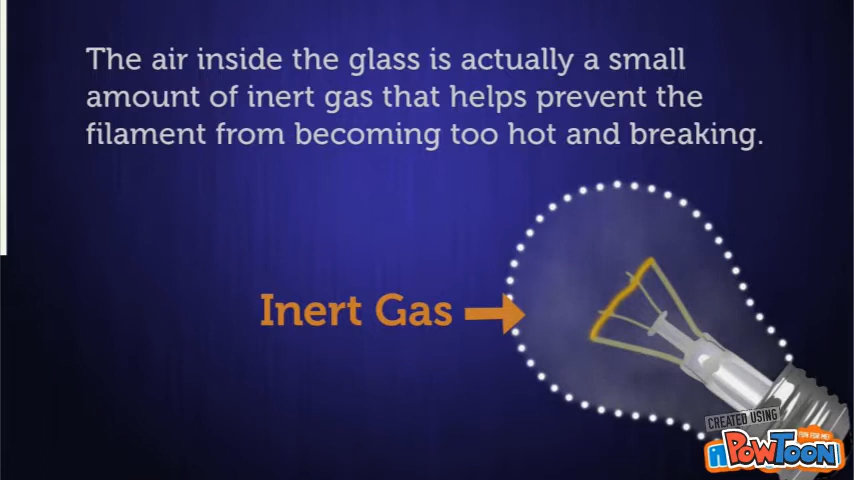 The air inside the glass is actually a small
amount of inert gas that helps prevent the
filament from becoming too hot and breaking.
Inert Gas
CREATED USING
POWTOON